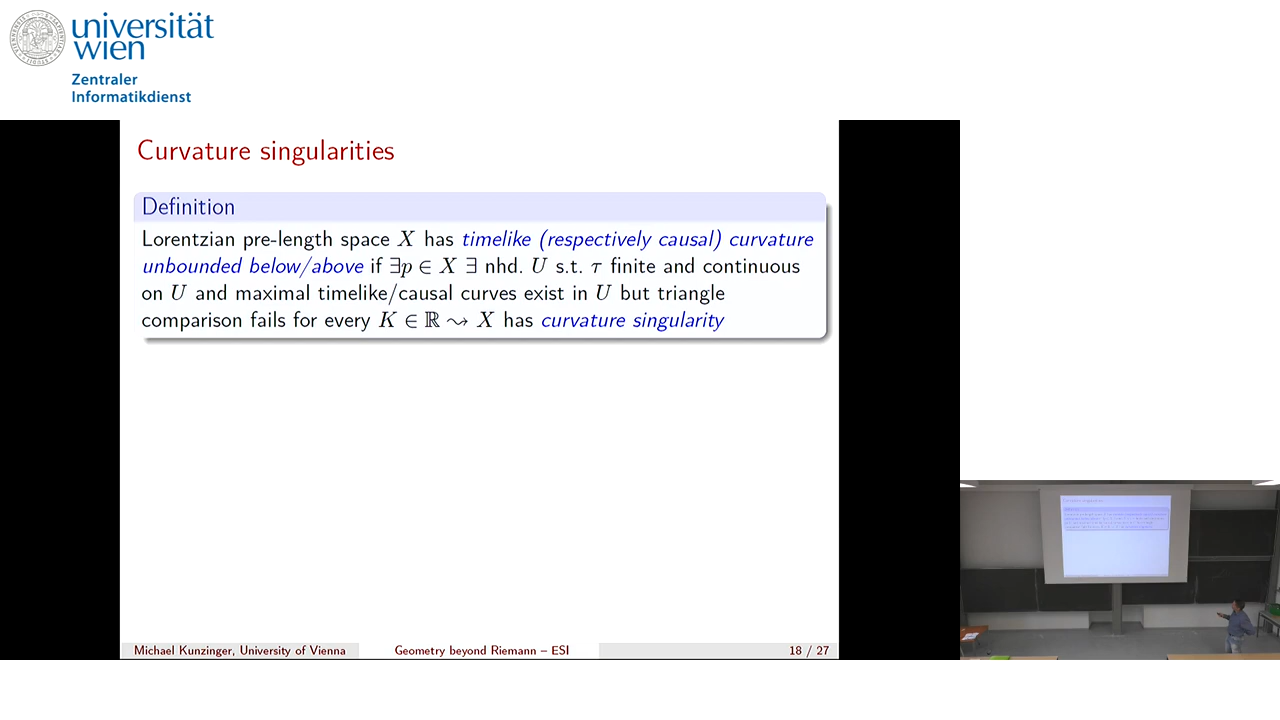 universität
wien
Zentraler
Informatikdienst
Curvature singularities
Definition
Lorentzian pre-length space X has timelike (respectively causal) curvature
unbounded below/above if ∃p ∈ X ∃ nhd. U s.t. τ finite and continuous
on U and maximal timelike/causal curves exist in U but triangle
comparison fails for every K ∈ ℝ ⇝ X has curvature singularity
Michael Kunzinger, University of Vienna
Geometry beyond Riemann – ESI
18 / 27